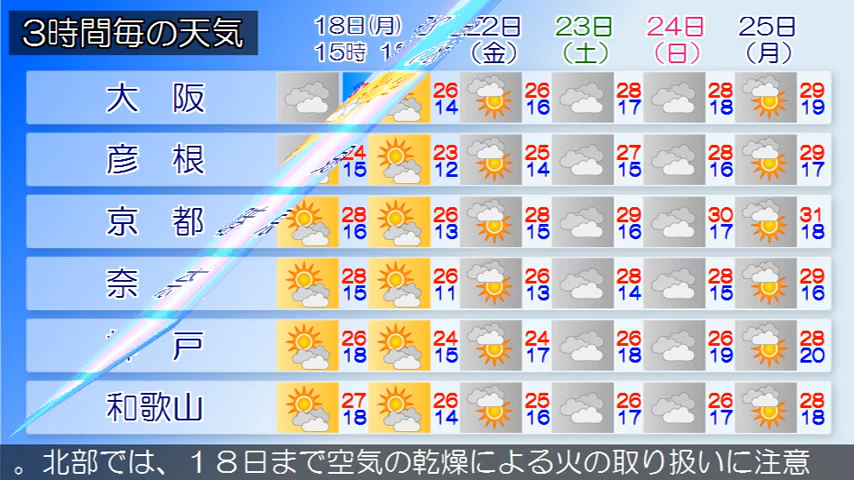 3時間毎の天気
18日(月) 22日 23日 24日 25日
15時 (金) (土) (日) (月)
大阪 26 14 26 16 28 17 28 18 29 19
彦根 24 15 23 12 25 14 27 15 28 16 29 17
京都 28 16 26 13 28 15 29 16 30 17 31 18
奈 28 15 26 11 26 13 28 14 28 15 29 16
戸 26 18 24 15 24 17 26 18 26 19 28 20
和歌山 27 18 26 14 25 16 26 17 26 17 28 18
。北部では、18日まで空気の乾燥による火の取り扱いに注意